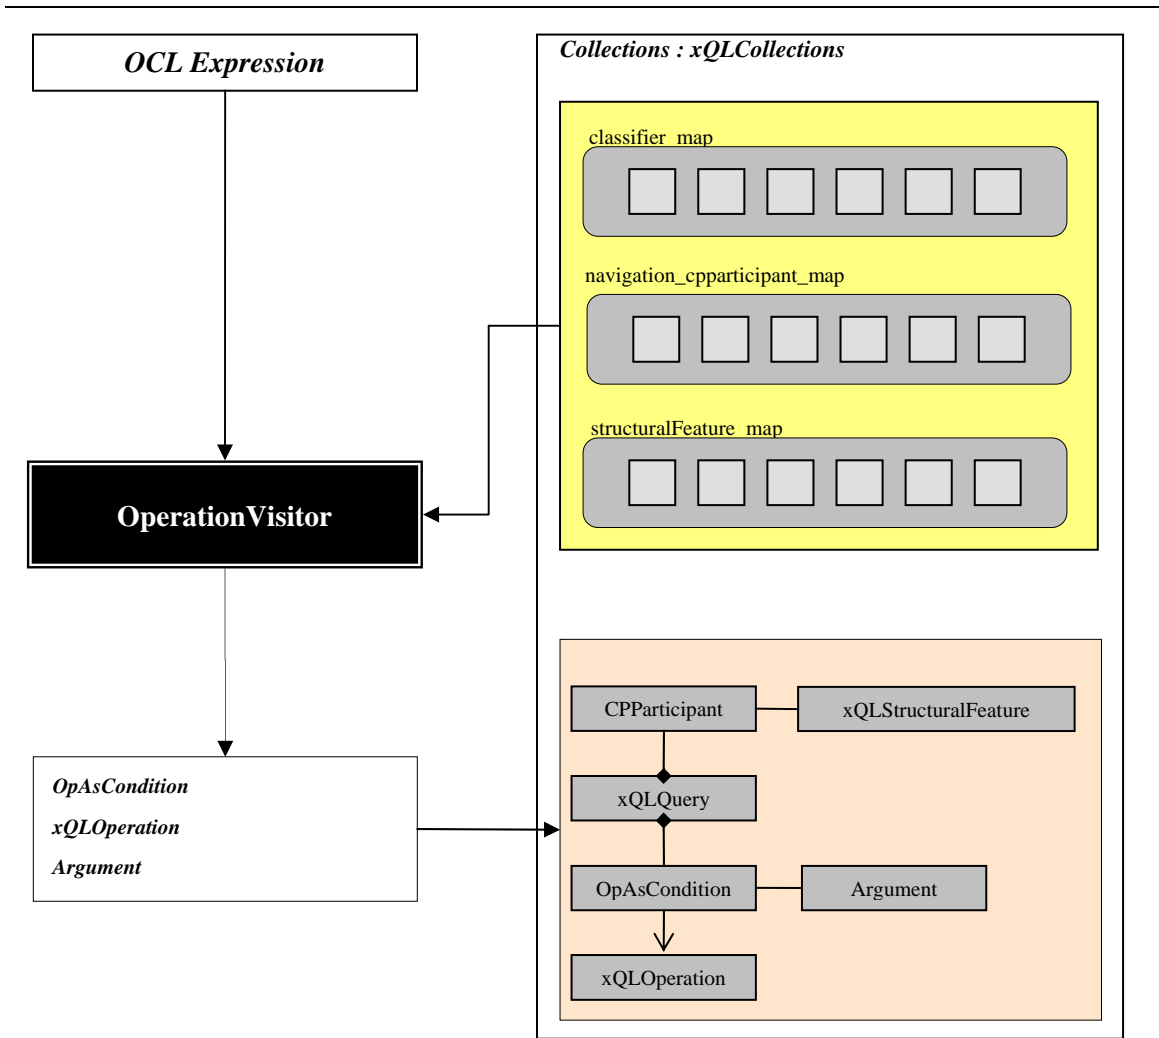 OCL Expression
Collections : xQLCollections
classifier_map
navigation_cpparticipant_map
structuralFeature_map
OperationVisitor
CPParticipant
xQLStructuralFeature
xQLQuery
OpAsCondition
xQLOperation
Argument
OpAsCondition
Argument
xQLOperation